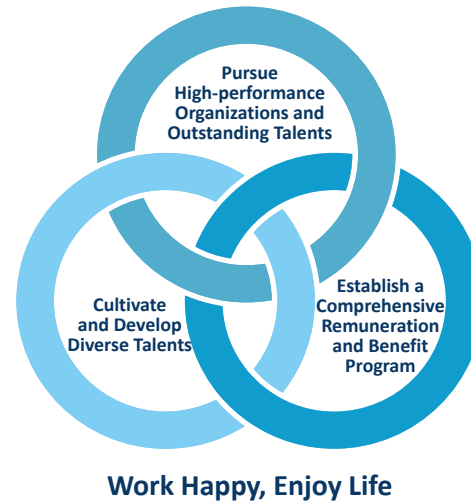 Pursue
High-performance
Organizations and
Outstanding Talents
Cultivate
and Develop
Diverse Talents
Establish a
Comprehensive
Remuneration
and Benefit
Program
Work Happy, Enjoy Life